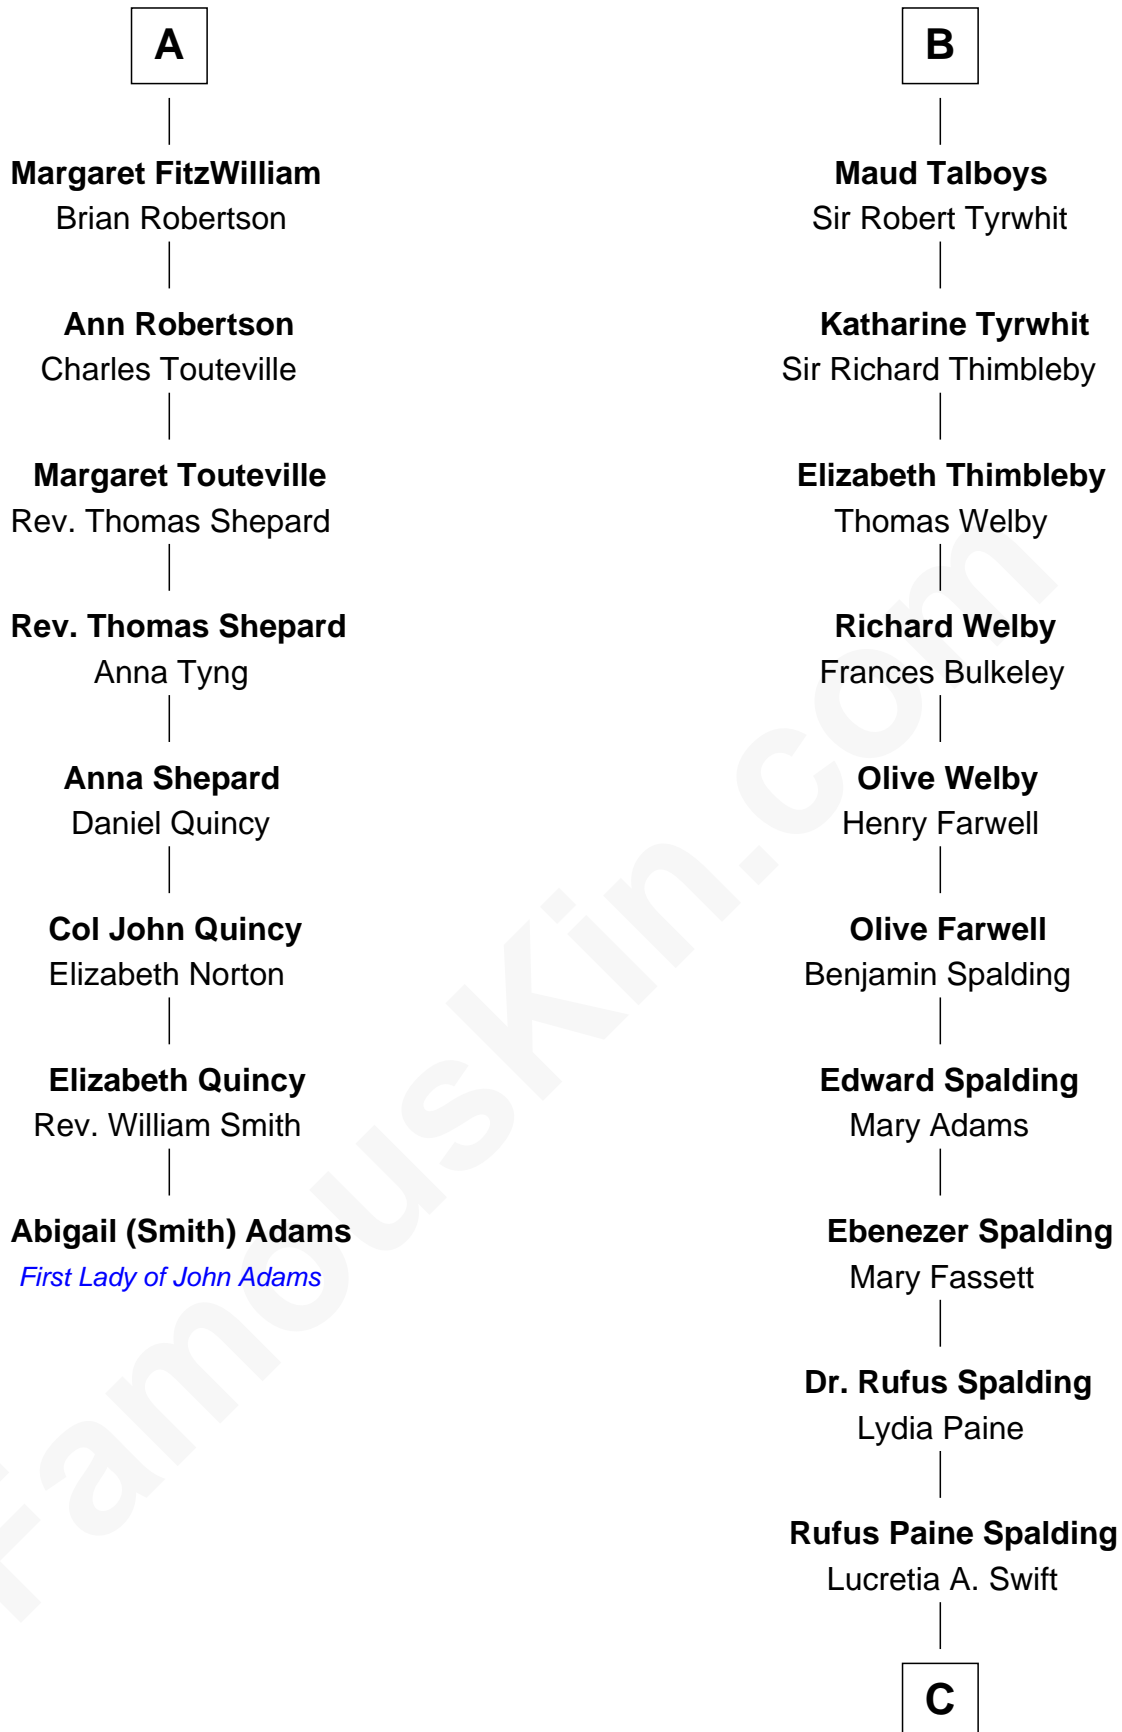 A
Margaret FitzWilliam
Brian Robertson
Ann Robertson
Charles Touteville
Margaret Touteville
Rev. Thomas Shepard
Rev. Thomas Shepard
Anna Tyng
Anna Shepard
Daniel Quincy
Col John Quincy
Elizabeth Norton
Elizabeth Quincy
Rev. William Smith
Abigail (Smith) Adams
First Lady of John Adams
B
Maud Talboys
Sir Robert Tyrwhit
Katharine Tyrwhit
Sir Richard Thimbleby
Elizabeth Thimbleby
Thomas Welby
Richard Welby
Frances Bulkeley
Olive Welby
Henry Farwell
Olive Farwell
Benjamin Spalding
Edward Spalding
Mary Adams
Ebenezer Spalding
Mary Fassett
Dr. Rufus Spalding
Lydia Paine
Rufus Paine Spalding
Lucretia A. Swift
C
FamousKin.com